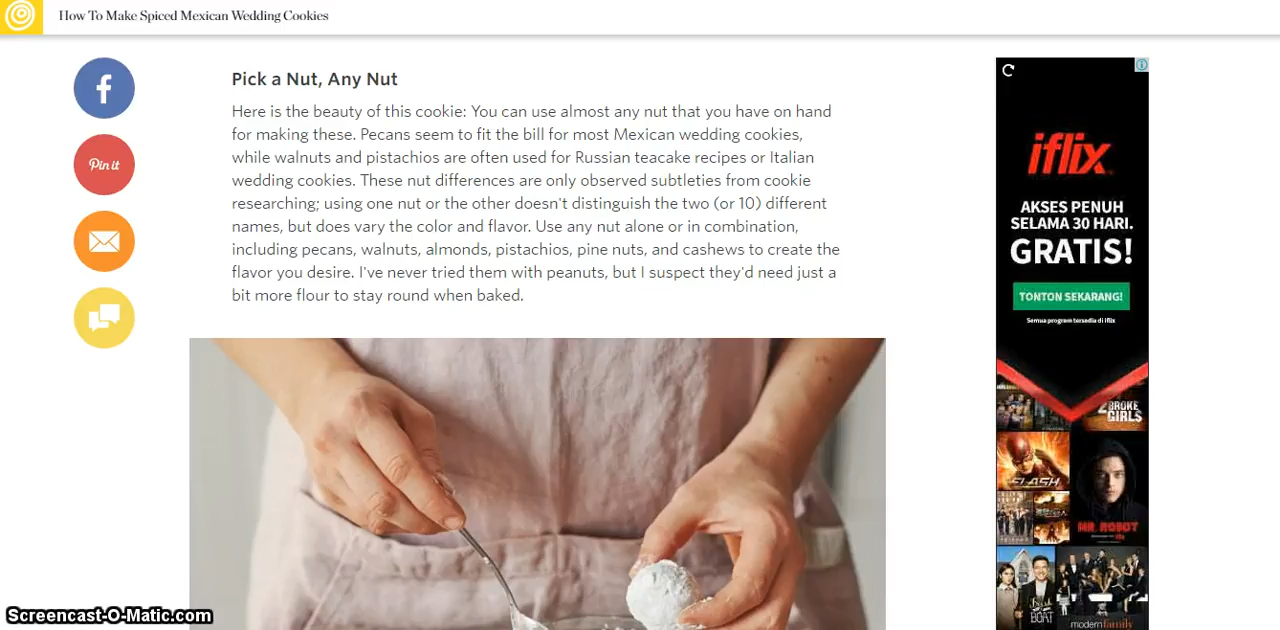 How To Make Spiced Mexican Wedding Cookies
Pin it
Pick a Nut, Any Nut
Here is the beauty of this cookie: You can use almost any nut that you have on hand
for making these. Pecans seem to fit the bill for most Mexican wedding cookies,
while walnuts and pistachios are often used for Russian teacake recipes or Italian
wedding cookies. These nut differences are only observed subtleties from cookie
researching; using one nut or the other doesn't distinguish the two (or 10) different
names, but does vary the color and flavor. Use any nut alone or in combination,
including pecans, walnuts, almonds, pistachios, pine nuts, and cashews to create the
flavor you desire. I've never tried them with peanuts, but I suspect they'd need just a
bit more flour to stay round when baked.
iflix
AKSES PENUH
SELAMA 30 HARI.
GRATIS!
TONTON SEKARANG!
Semua program tersedia di iflix
2 BROKE
GIRLS
FLASH
MR. ROBOT
FRIENDS
BOAT
modern family
Screencast-O-Matic.com